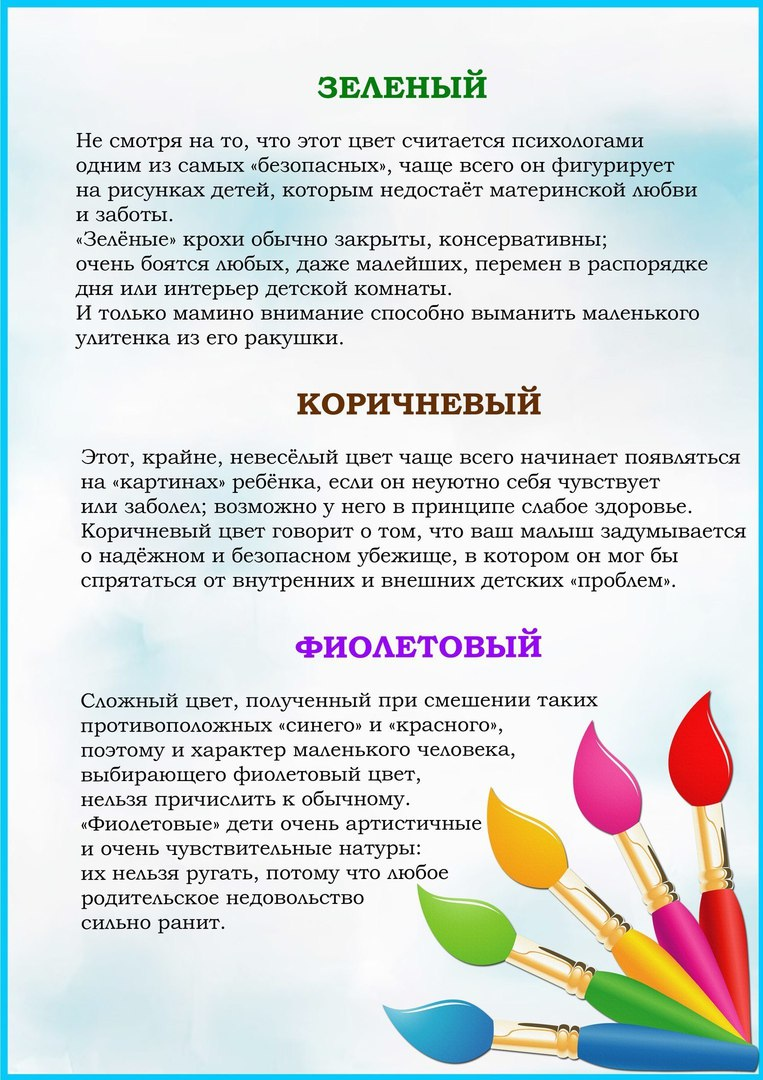 ЗЕЛЕНЫЙ
Не смотря на то, что этот цвет считается психологами
одним из самых «безопасных», чаще всего он фигурирует
на рисунках детей, которым недостаёт материнской любви
и заботы.
«Зелёные» крохи обычно закрыты, консервативны;
очень боятся любых, даже малейших, перемен в распорядке
дня или интерьер детской комнаты.
И только мамино внимание способно выманить маленького
улитенка из его ракушки.
КОРИЧНЕВЫЙ
Этот, крайне, невесёлый цвет чаще всего начинает появляться
на «картинах» ребёнка, если он неуютно себя чувствует
или заболел; возможно у него в принципе слабое здоровье.
Коричневый цвет говорит о том, что ваш малыш задумывается
о надёжном и безопасном убежище, в котором он мог бы
спрятаться от внутренних и внешних детских «проблем».
ФИОЛЕТОВЫЙ
Сложный цвет, полученный при смешении таких
противоположных «синего» и «красного»,
поэтому и характер маленького человека,
выбирающего фиолетовый цвет,
нельзя причислить к обычному.
«Фиолетовые» дети очень артистичные
и очень чувствительные натуры:
их нельзя ругать, потому что любое
родительское недовольство
сильно ранит.